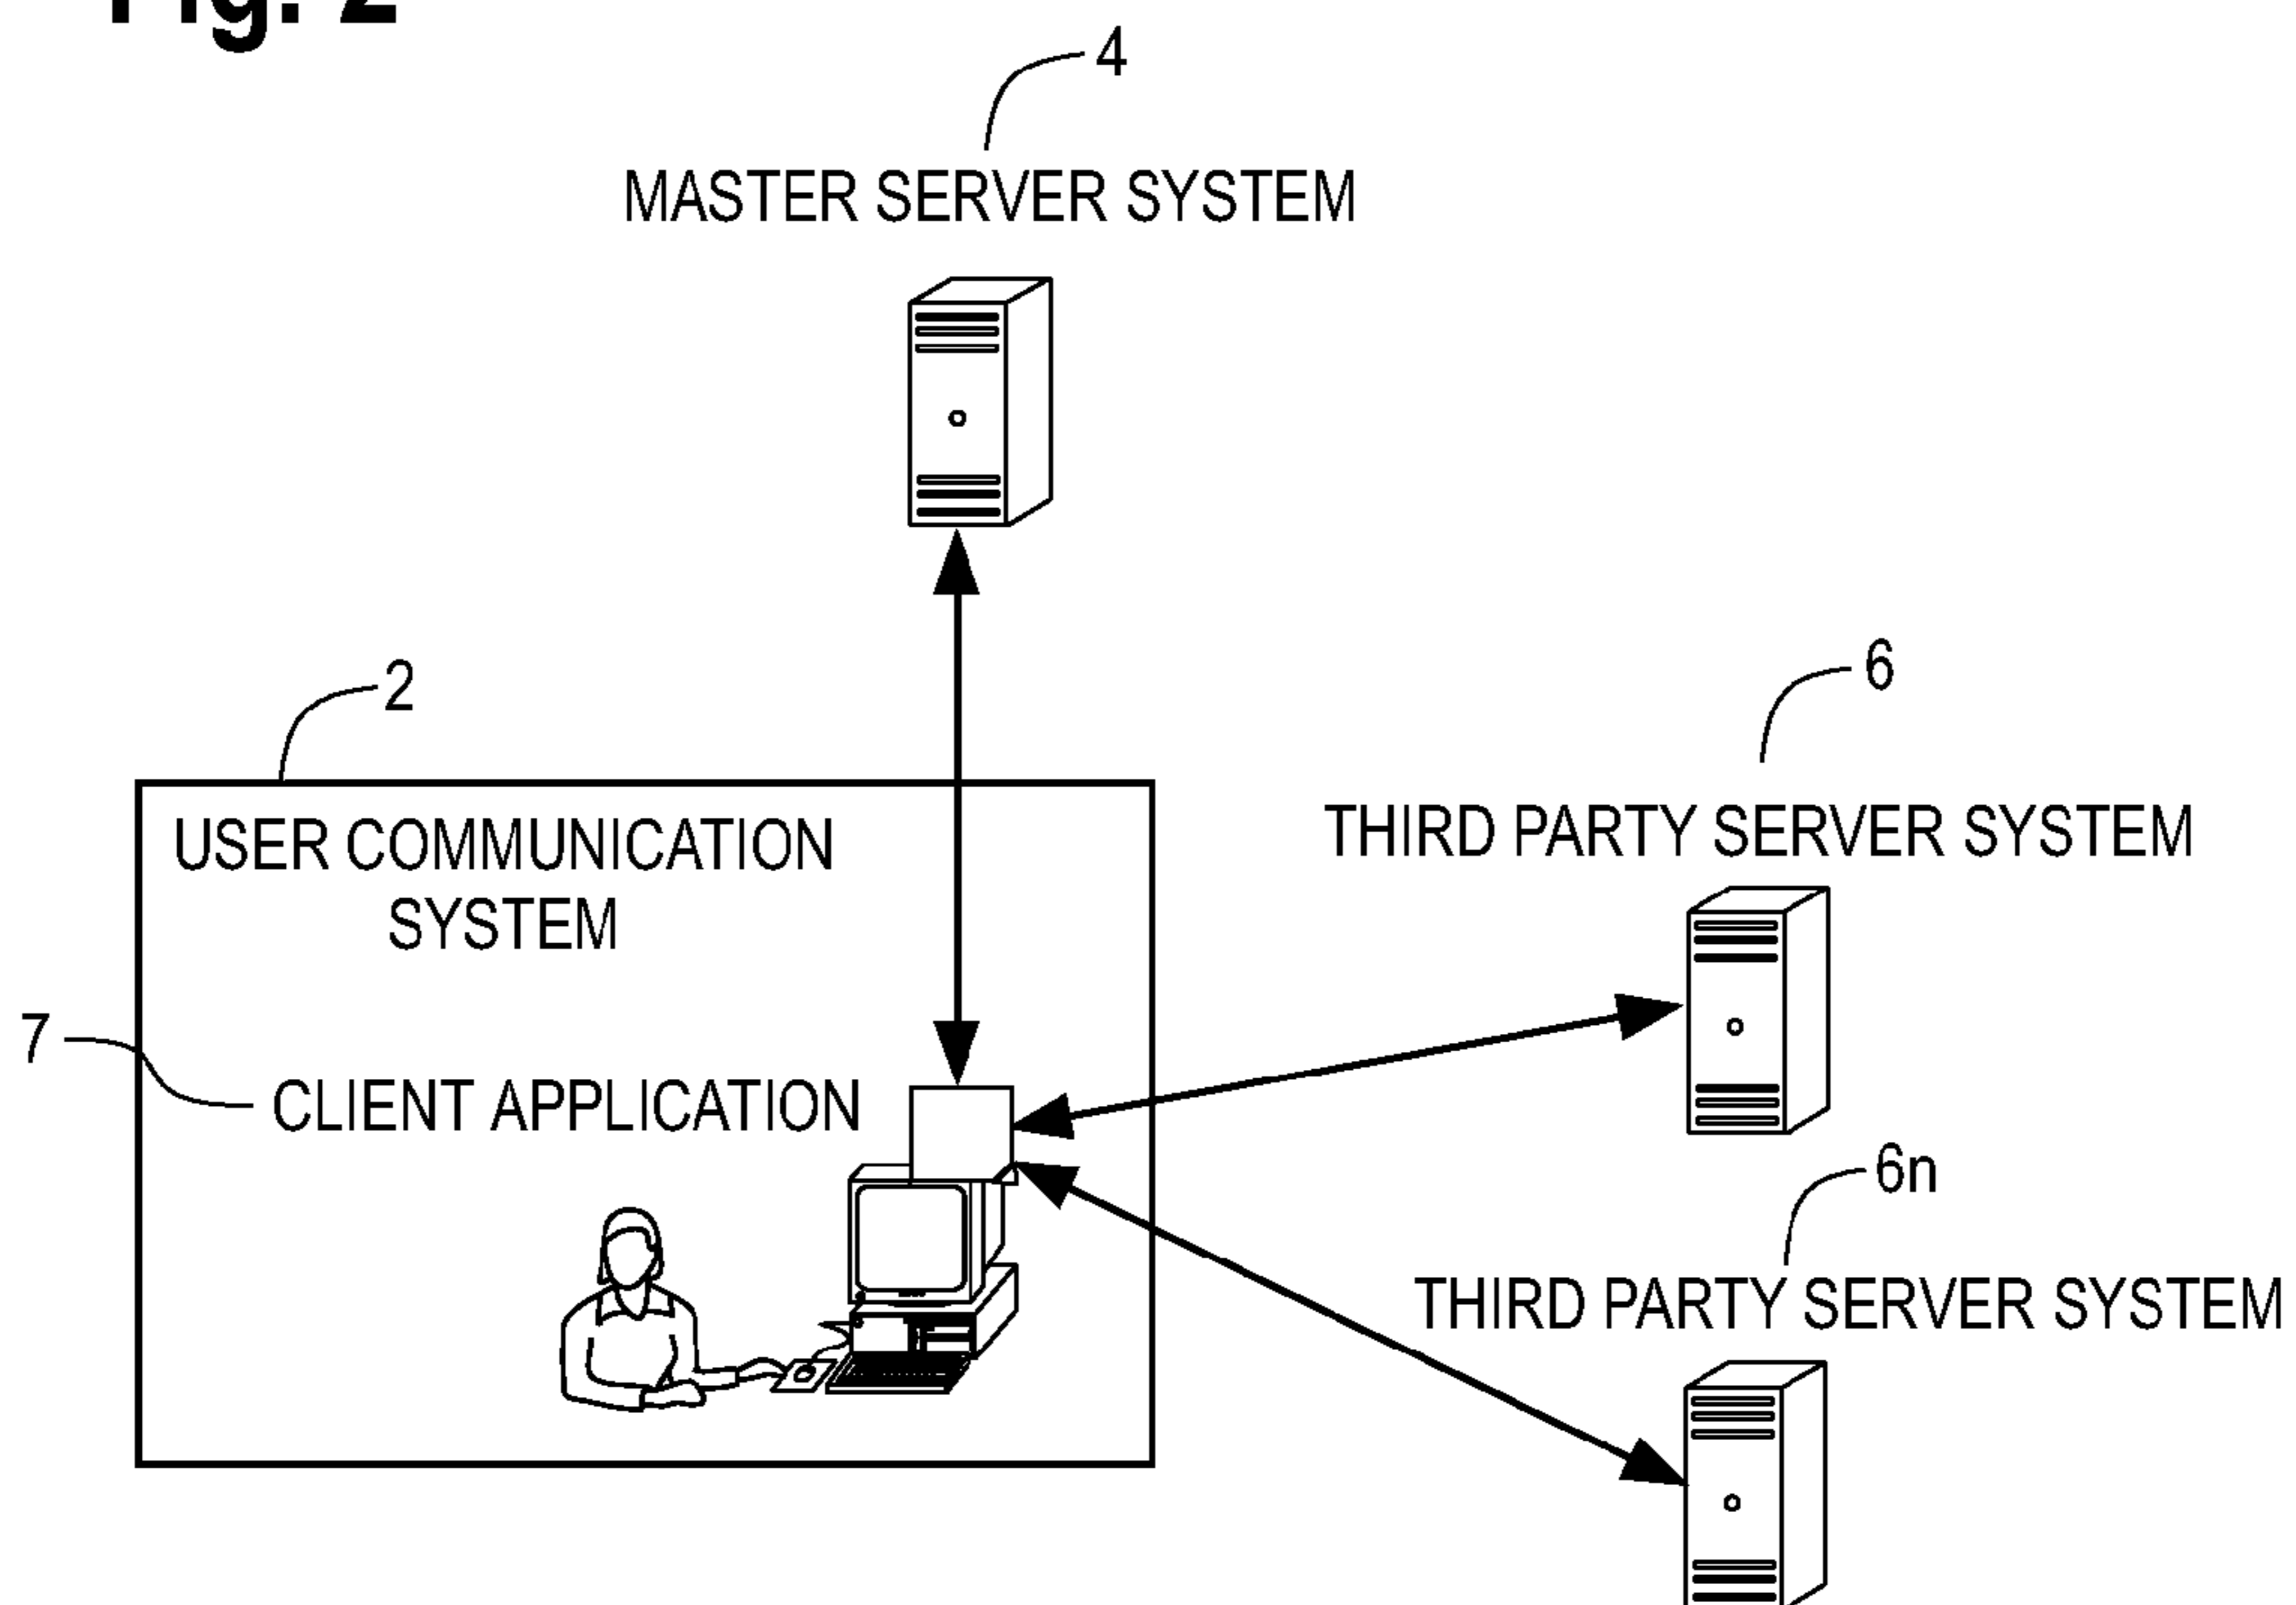 Fig. 2
4
MASTER SERVER SYSTEM
2
6
USER COMMUNICATION
SYSTEM
THIRD PARTY SERVER SYSTEM
7
CLIENT APPLICATION
6n
THIRD PARTY SERVER SYSTEM